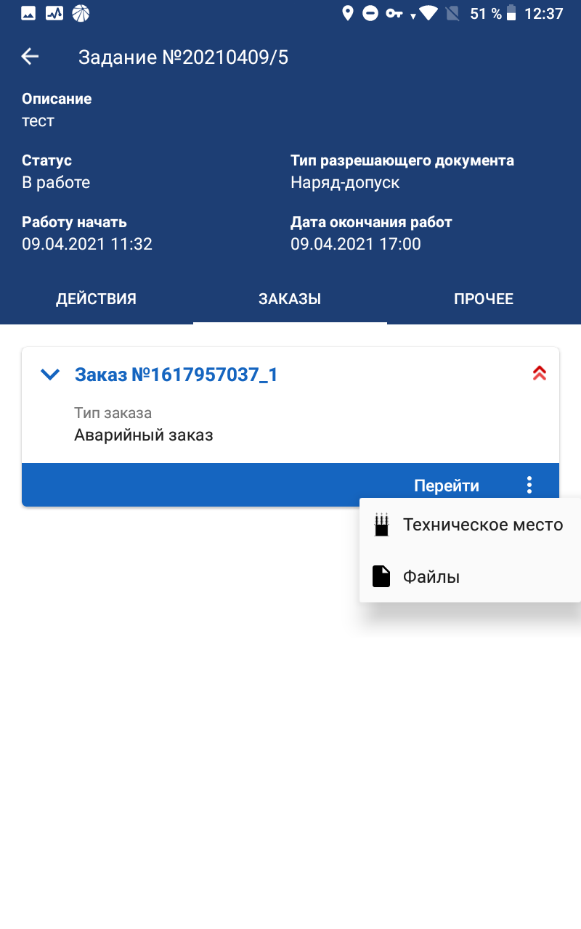 51 % 12:37
Задание №20210409/5
Описание
тест
Статус
Тип разрешающего документа
В работе
Наряд-допуск
Работу начать
Дата окончания работ
09.04.2021 11:32
09.04.2021 17:00
ДЕЙСТВИЯ
ЗАКАЗЫ
ПРОЧЕЕ
Заказ №1617957037_1
Тип заказа
Аварийный заказ
Перейти
Техническое место
Файлы